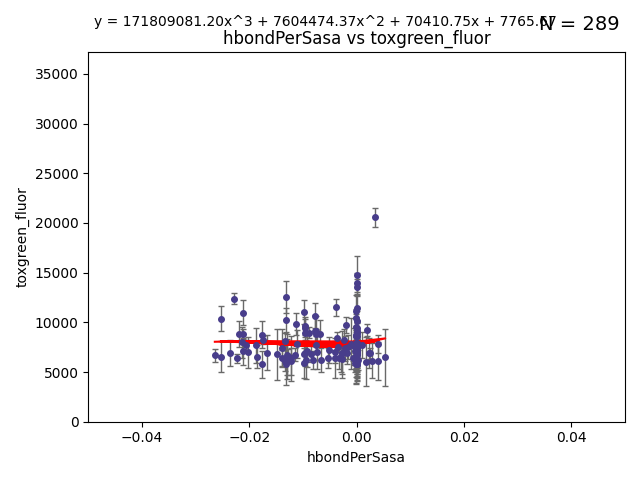 y = 171809081.20x^3 + 7604474.37x^2 + 70410.75x + 7765.
N = 289
hbondPerSasa vs toxgreen_fluor
35000
30000
25000
20000
15000
10000
5000
0
toxgreen_fluor
−0.04
−0.02
0.00
0.02
0.04
hbondPerSasa